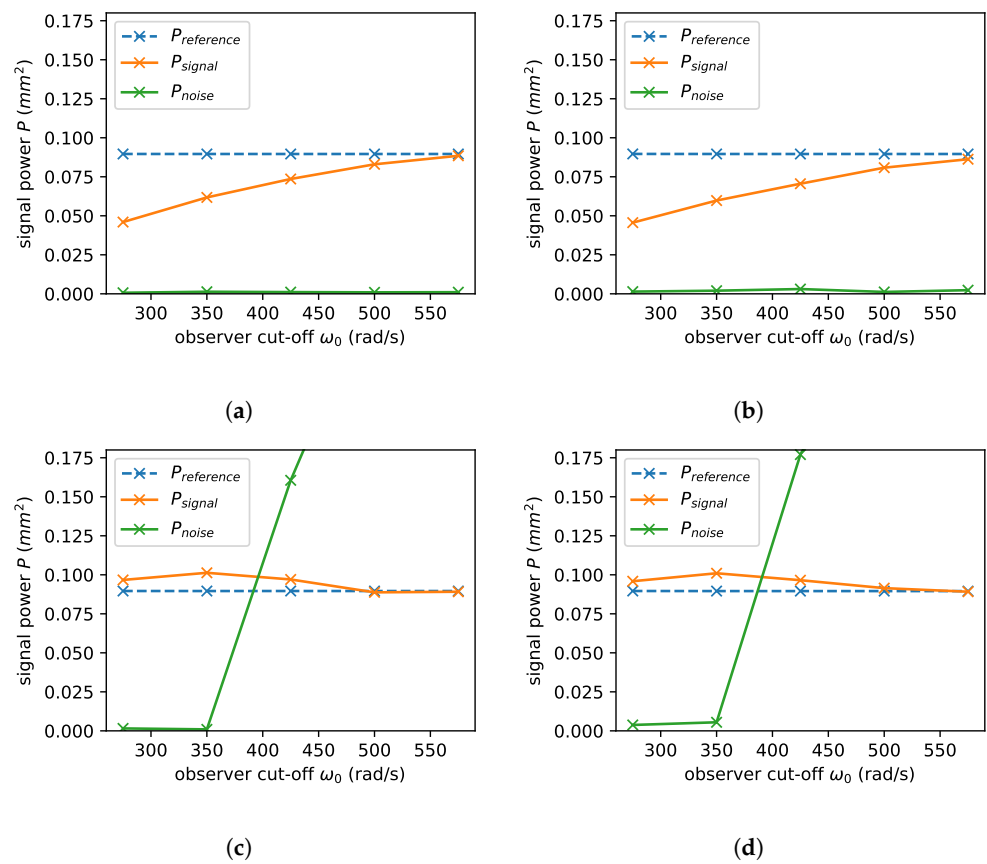 0.175
0.150
0.125
0.100
0.075
0.050
0.025
0.000
signal power P (mm²)
P_reference
P_signal
P_noise
300 350 400 450 500 550
observer cut-off ω₀ (rad/s)
(a)
0.175
0.150
0.125
0.100
0.075
0.050
0.025
0.000
signal power P (mm²)
P_reference
P_signal
P_noise
300 350 400 450 500 550
observer cut-off ω₀ (rad/s)
(b)
0.175
0.150
0.125
0.100
0.075
0.050
0.025
0.000
signal power P (mm²)
P_reference
P_signal
P_noise
300 350 400 450 500 550
observer cut-off ω₀ (rad/s)
(c)
0.175
0.150
0.125
0.100
0.075
0.050
0.025
0.000
signal power P (mm²)
P_reference
P_signal
P_noise
300 350 400 450 500 550
observer cut-off ω₀ (rad/s)
(d)